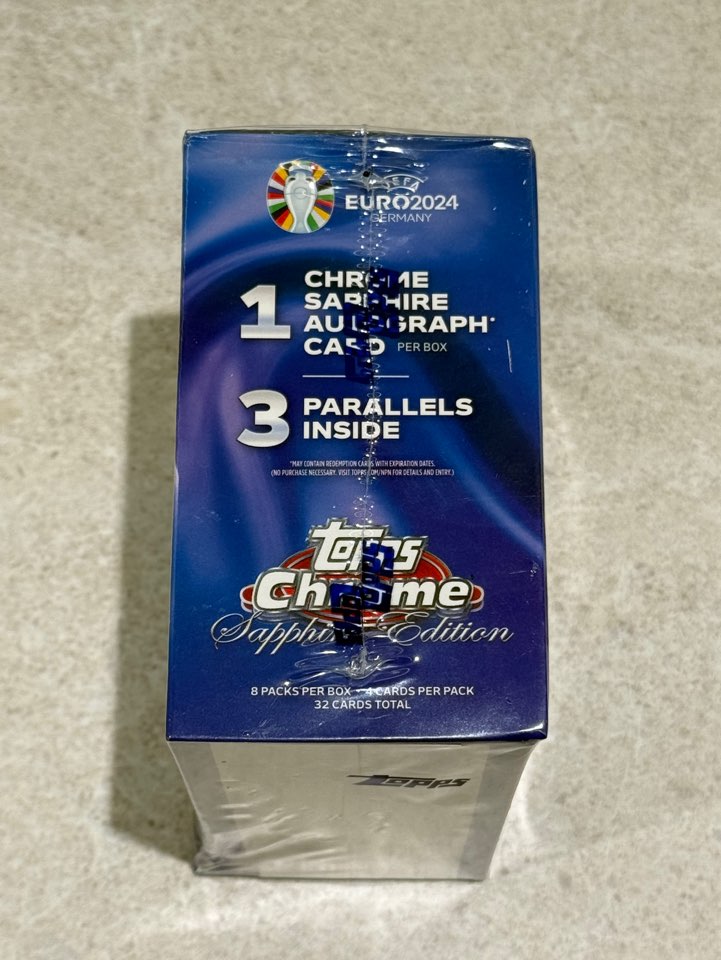 UEFA
EURO2024
GERMANY
1 CHROME
SAPPHIRE
AUTOGRAPH*
CARD PER BOX
3 PARALLELS
INSIDE
*MAY CONTAIN REDEMPTION CARDS WITH EXPIRATION DATES.
(NO PURCHASE NECESSARY. VISIT TOPPS.COM/NPN FOR DETAILS AND ENTRY.)
Topps
Chrome
Sapphire Edition
8 PACKS PER BOX • 4 CARDS PER PACK
32 CARDS TOTAL
Topps